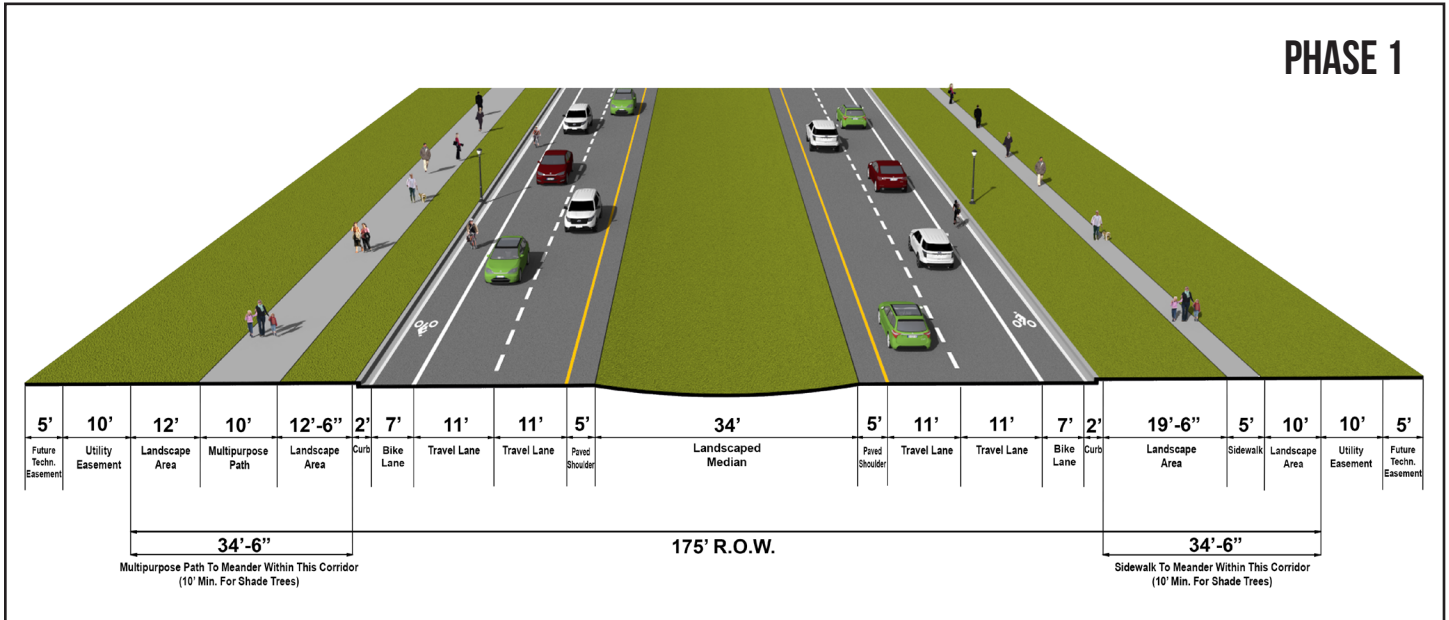 PHASE 1
5’ 10’ 12’ 10’ 12’-6” 2’ 7’ 11’ 11’ 5’ 34’ 5’ 11’ 11’ 7’ 2’ 19’-6” 5’ 10’ 10’ 5’
Future
Techn.
Easement
Utility
Easement
Landscape
Area
Multipurpose
Path
Landscape
Area
Curb
Bike
Lane
Travel Lane
Travel Lane
Paved
Shoulder
Landscaped
Median
Paved
Shoulder
Travel Lane
Travel Lane
Bike
Lane
Curb
Landscape
Area
Sidewalk
Landscape
Area
Utility
Easement
Future
Techn.
Easement
34’-6”
Multipurpose Path To Meander Within This Corridor
(10’ Min. For Shade Trees)
175’ R.O.W.
34’-6”
Sidewalk To Meander Within This Corridor
(10’ Min. For Shade Trees)